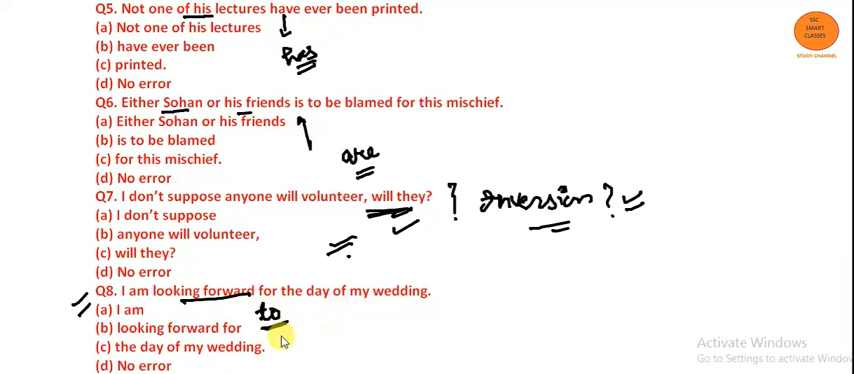 Q5. Not one of his lectures have ever been printed.
(a) Not one of his lectures
(b) have ever been
has
(c) printed.
(d) No error
Q6. Either Sohan or his friends is to be blamed for this mischief.
(a) Either Sohan or his friends
(b) is to be blamed
are
(c) for this mischief.
(d) No error
Q7. I don't suppose anyone will volunteer, will they?
? Inversion?
(a) I don't suppose
(b) anyone will volunteer,
(c) will they?
(d) No error
Q8. I am looking forward for the day of my wedding.
(a) I am
to
(b) looking forward for
(c) the day of my wedding.
(d) No error
SSC
SMART
CLASSES
STUDY CHANNEL
Activate Windows
Go to Settings to activate Windows